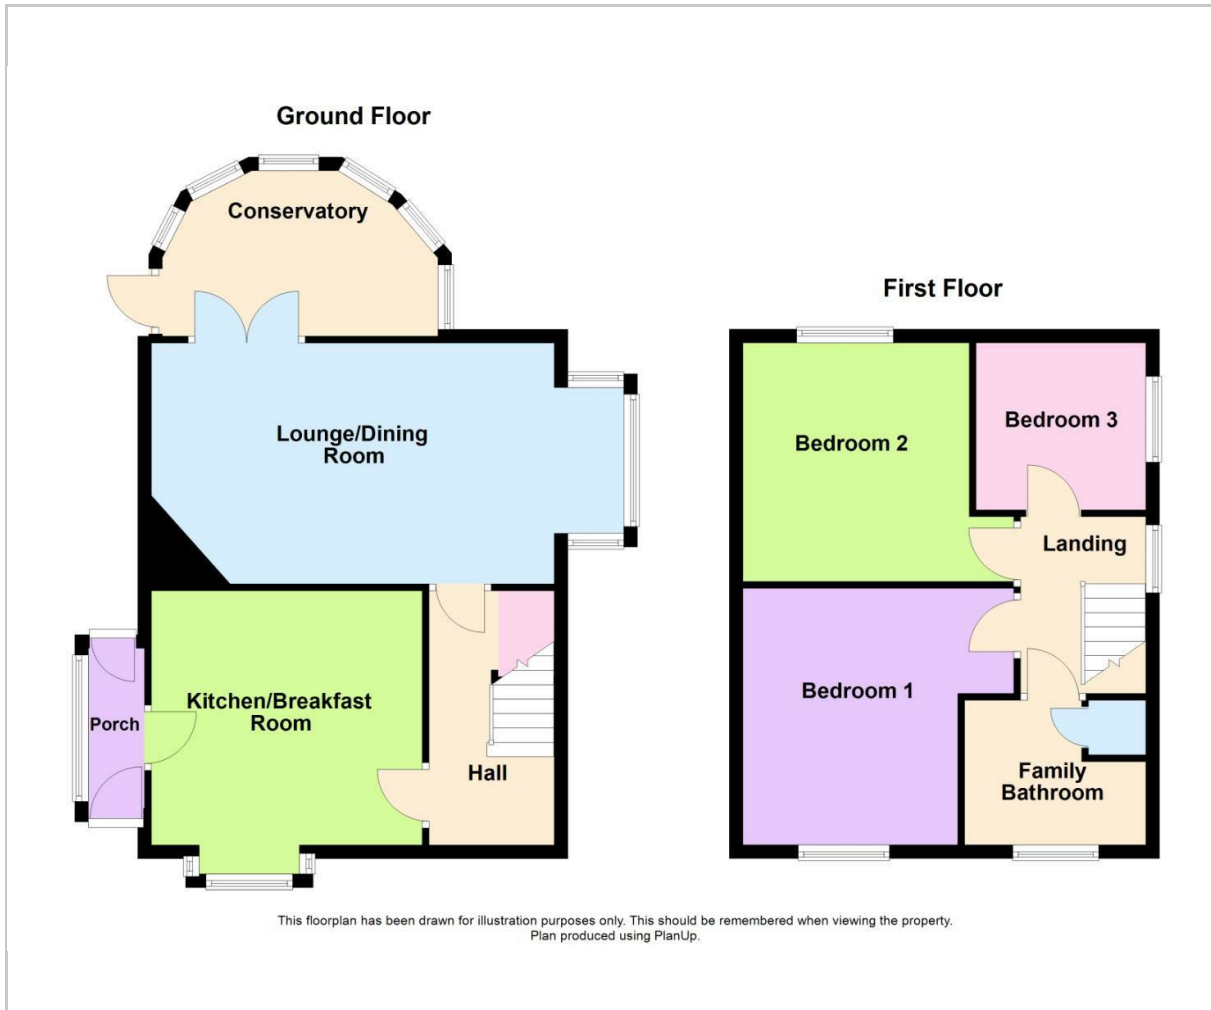 Ground Floor
Conservatory
First Floor
Lounge/Dining
Room
Bedroom 2
Bedroom 3
Landing
Kitchen/Breakfast
Room
Porch
Hall
Bedroom 1
Family
Bathroom
This floorplan has been drawn for illustration purposes only. This should be remembered when viewing the property.
Plan produced using PlanUp.